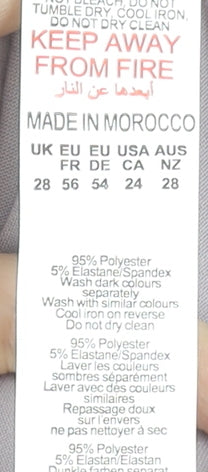 NOT BLEACH, DO NOT
TUMBLE DRY, COOL IRON,
DO NOT DRY CLEAN
KEEP AWAY
FROM FIRE
أبعدها عن النار
MADE IN MOROCCO
UK EU EU USA AUS
FR DE CA NZ
28 56 54 24 28
95% Polyester
5% Elastane/Spandex
Wash dark colours
separately
Wash with similar colours
Cool iron on reverse
Do not dry clean
95% Polyester
5% Elastane/Spandex
Laver les couleurs
sombres séparément
Laver avec des couleurs
similaires
Repassage doux
sur l'envers
ne pas nettoyer à sec
95% Polyester
5% Elastan/Elastan
Dunkle farben separat